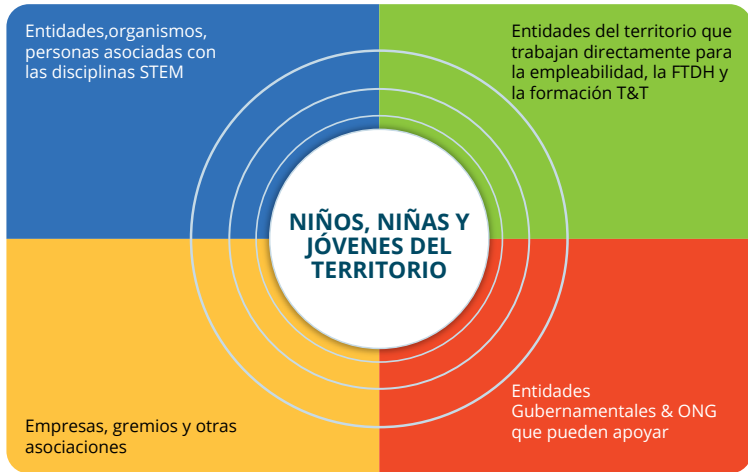 Entidades,organismos,
personas asociadas con
las disciplinas STEM
Entidades del territorio que
trabajan directamente para
la empleabilidad, la FTDH y
la formación T&T
NIÑOS, NIÑAS Y
JÓVENES DEL
TERRITORIO
Empresas, gremios y otras
asociaciones
Entidades
Gubernamentales & ONG
que pueden apoyar